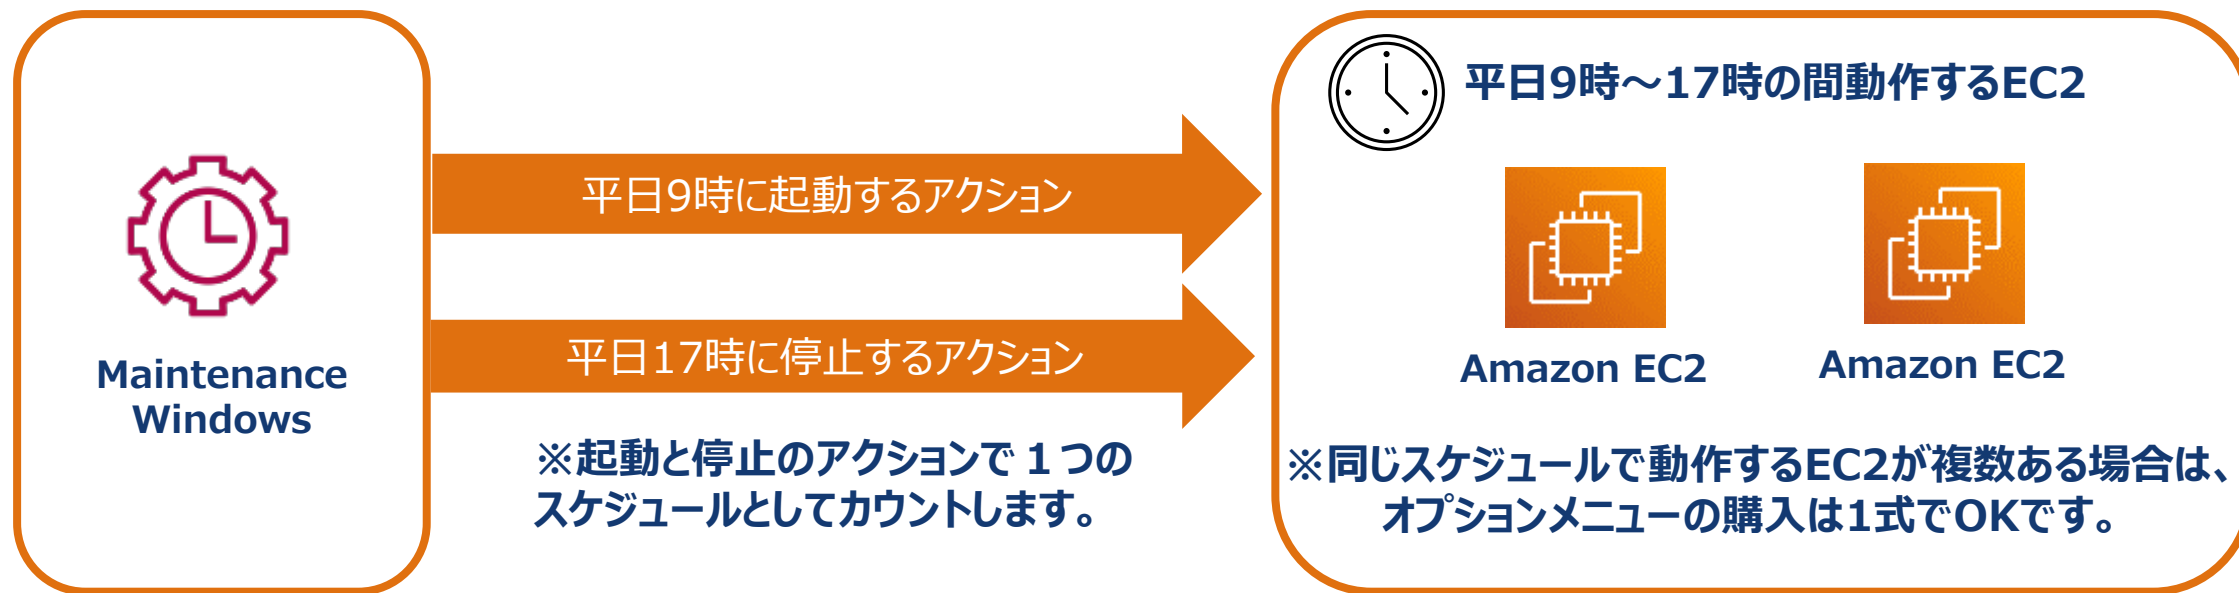 Maintenance
Windows
平日9時に起動するアクション
平日17時に停止するアクション
※起動と停止のアクションで１つの
スケジュールとしてカウントします。
平日9時～17時の間動作するEC2
Amazon EC2
Amazon EC2
※同じスケジュールで動作するEC2が複数ある場合は、
オプションメニューの購入は1式でOKです。